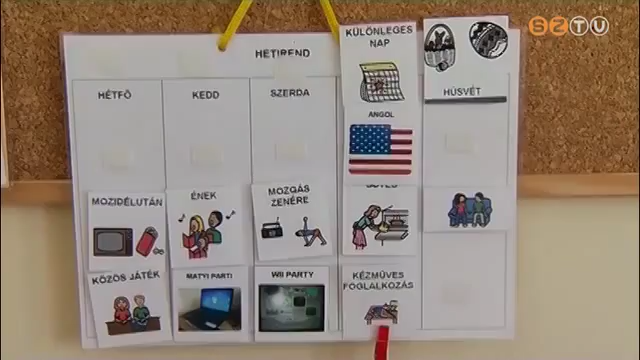 SZTV
HETIREND
HÉTFŐ
KEDD
SZERDA
KÜLÖNLEGES
NAP
HÚSVÉT
ANGOL
MOZIDÉLUTÁN
ÉNEK
MOZGÁS
ZENÉRE
SÜTÉS
KÖZÖS JÁTÉK
MATYI PARTI
WII PARTY
KÉZMŰVES
FOGLALKOZÁS